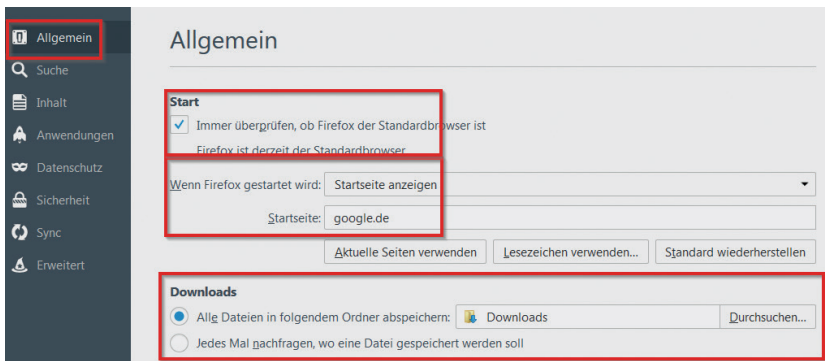 Allgemein
Suche
Inhalt
Anwendungen
Datenschutz
Sicherheit
Sync
Erweitert
Allgemein
Start
Immer überprüfen, ob Firefox der Standardbrowser ist
Firefox ist derzeit der Standardbrowser
Wenn Firefox gestartet wird: Startseite anzeigen
Startseite: google.de
Aktuelle Seiten verwenden Lesezeichen verwenden... Standard wiederherstellen
Downloads
Alle Dateien in folgendem Ordner abspeichern: Downloads Durchsuchen...
Jedes Mal nachfragen, wo eine Datei gespeichert werden soll